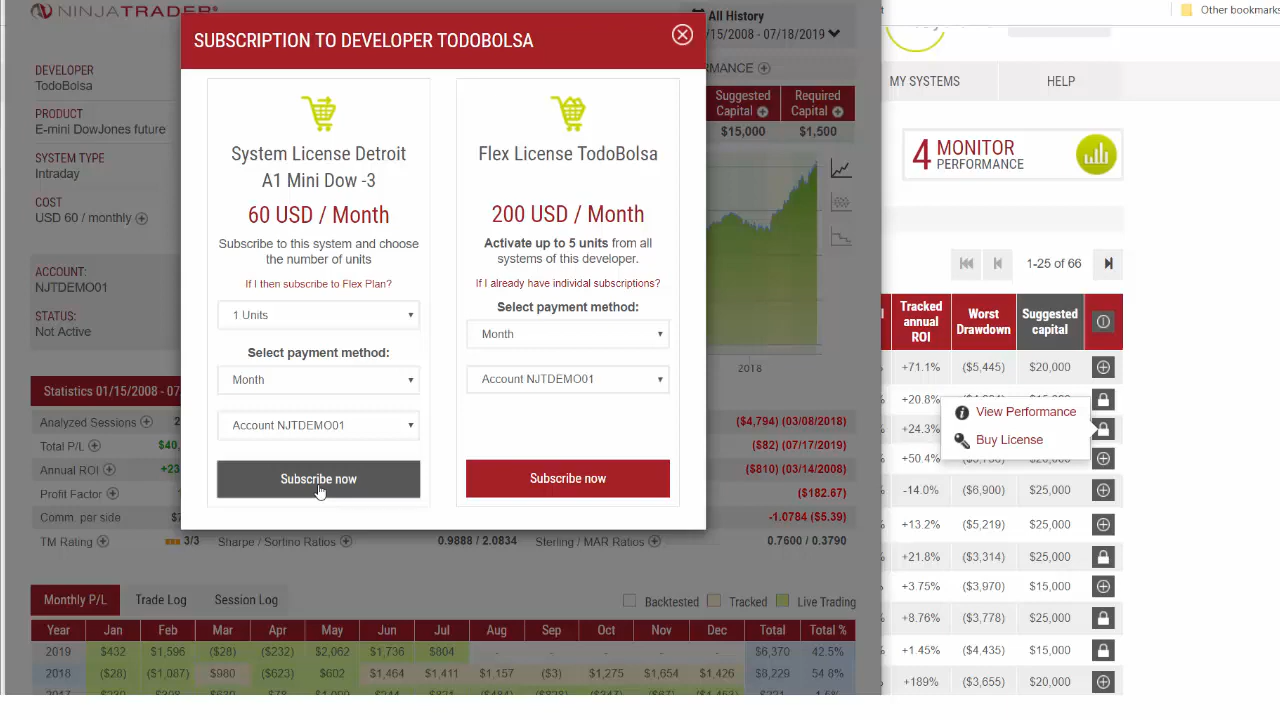 NINJATRADER
All History
/15/2008 - 07/18/2019
Other bookmarks
SUBSCRIPTION TO DEVELOPER TODOBOLSA
DEVELOPER
TodoBolsa
PRODUCT
E-mini DowJones future
SYSTEM TYPE
Intraday
COST
USD 60 / monthly
ACCOUNT:
NJTDEMO01
STATUS:
Not Active
System License Detroit
A1 Mini Dow -3
60 USD / Month
Subscribe to this system and choose
the number of units
If I then subscribe to Flex Plan?
1 Units
Select payment method:
Month
Account NJTDEMO01
Subscribe now
Flex License TodoBolsa
200 USD / Month
Activate up to 5 units from all
systems of this developer.
If I already have individual subscriptions?
Select payment method:
Month
Account NJTDEMO01
Subscribe now
Suggested Capital
Required Capital
$15,000 $1,500
2018
MY SYSTEMS HELP
4 MONITOR
PERFORMANCE
1-25 of 66
Tracked annual ROI Worst Drawdown Suggested capital
+71.1% ($5,445) $20,000
+20.8%
+24.3%
View Performance
Buy License
+50.4%
-14.0% ($6,900) $25,000
+13.2% ($5,219) $25,000
+21.8% ($3,314) $25,000
+3.75% ($3,970) $15,000
+8.76% ($3,778) $25,000
+1.45% ($4,435) $15,000
+189% ($3,655) $20,000
Statistics 01/15/2008 - 07
Analyzed Sessions
Total P/L
Annual ROI
Profit Factor
Comm. per side
TM Rating 3/3
Sharpe / Sortino Ratios 0.9888 / 2.0834
Sterling / MAR Ratios 0.7600 / 0.3790
($4,794) (03/08/2018)
($82) (07/17/2019)
($810) (03/14/2008)
($182.67)
-1.0784 ($5.39)
Monthly P/L Trade Log Session Log
Backtested Tracked Live Trading
Year Jan Feb Mar Apr May Jun Jul Aug Sep Oct Nov Dec Total Total %
2019 $432 $1,596 ($28) ($232) $2,062 $1,736 $804 - - - - - $6,370 42.5%
2018 ($28) ($1,087) $980 ($623) $602 $1,464 $1,411 $1,157 ($3) $1,275 $1,654 $1,426 $8,229 54.8%